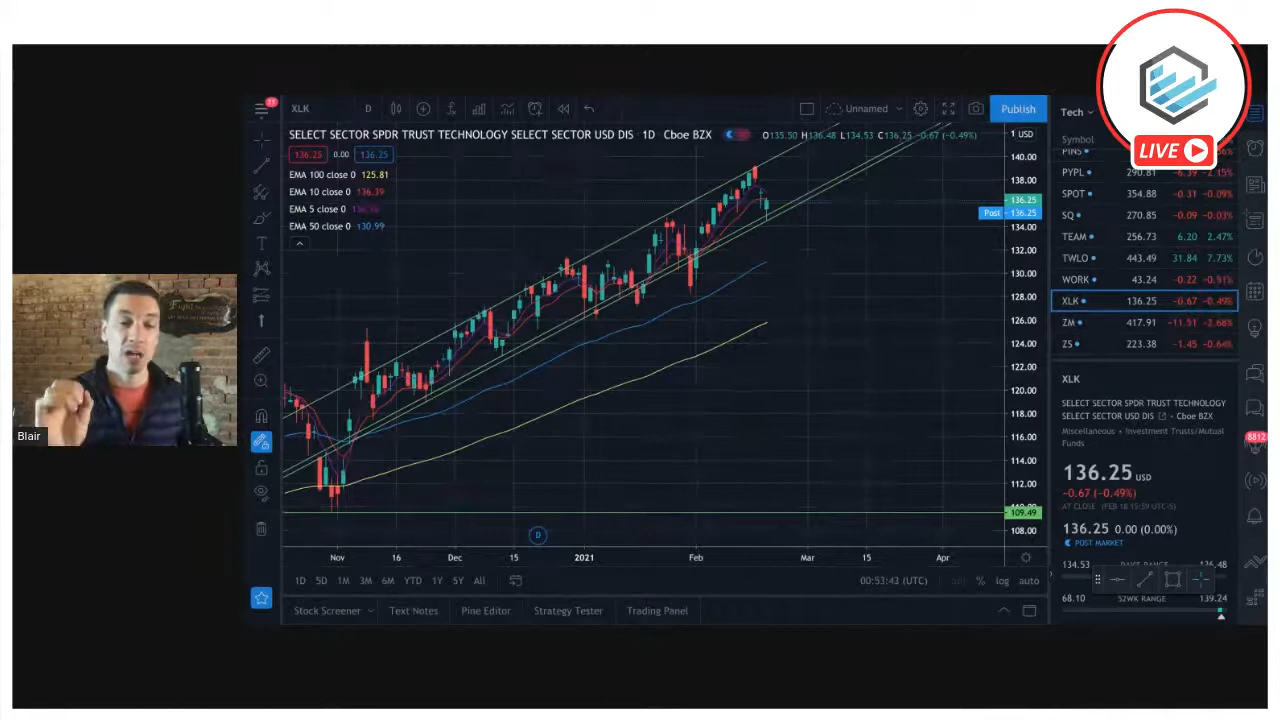 LIVE
11
XLK
D
Unnamed
Publish
Tech
SELECT SECTOR SPDR TRUST TECHNOLOGY SELECT SECTOR USD DIS · 1D · Cboe BZX
O135.50 H136.48 L134.53 C136.25 -0.67 (-0.49%)
1 USD
136.25 0.00 136.25
EMA 100 close 0 125.81
EMA 10 close 0 136.39
EMA 5 close 0
EMA 50 close 0 130.99
140.00
138.00
136.25
Post 136.25
134.00
132.00
130.00
128.00
126.00
124.00
122.00
120.00
118.00
116.00
114.00
112.00
109.49
108.00
D
Nov 16 Dec 15 2021 Feb Mar 15 Apr
1D 5D 1M 3M 6M YTD 1Y 5Y All
00:53:43 (UTC) % log auto
Stock Screener Text Notes Pine Editor Strategy Tester Trading Panel
Symbol
PINS
PYPL 290.81 -6.39 -2.15%
SPOT 354.88 -0.31 -0.09%
SQ 270.85 -0.09 -0.03%
TEAM 256.73 6.20 2.47%
TWLO 443.49 31.84 7.73%
WORK 43.24 -0.22 -0.51%
XLK 136.25 -0.67 -0.49%
ZM 417.91 -11.51 -2.68%
ZS 223.38 -1.45 -0.64%
XLK
SELECT SECTOR SPDR TRUST TECHNOLOGY
SELECT SECTOR USD DIS · Cboe BZX
Miscellaneous • Investment Trusts/Mutual
Funds
136.25 USD
-0.67 (-0.49%)
AT CLOSE (FEB 18 15:59 UTC-5)
136.25 0.00 (0.00%)
POST MARKET
134.53
68.10 52WK RANGE 139.24
8812
Blair